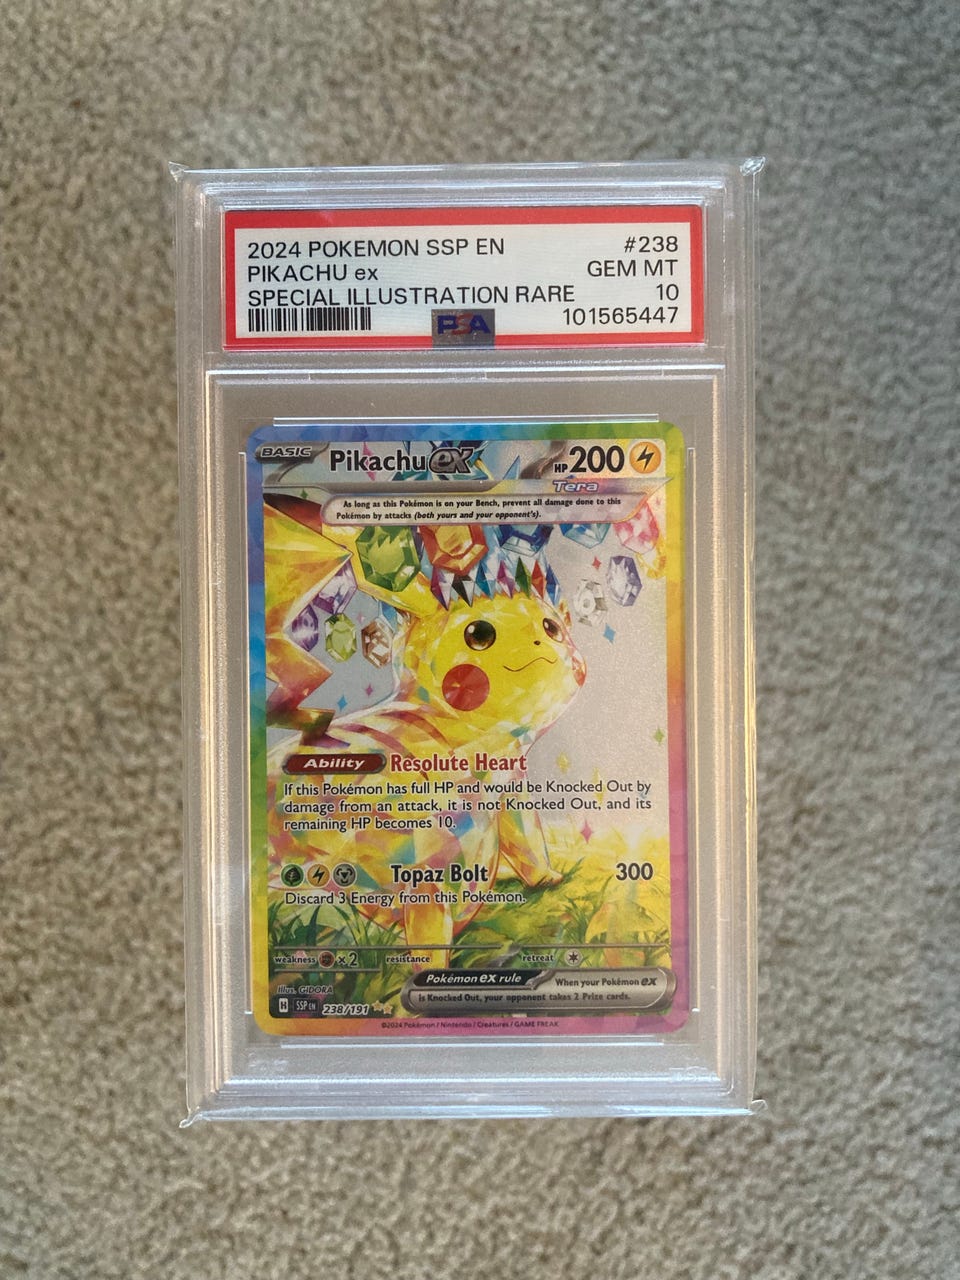 2024 POKEMON SSP EN #238
PIKACHU ex GEM MT
SPECIAL ILLUSTRATION RARE 10
PSA 101565447
BASIC Pikachu ex HP 200
Tera
As long as this Pokémon is on your Bench, prevent all damage done to this
Pokémon by attacks (both yours and your opponent's).
Ability Resolute Heart
If this Pokémon has full HP and would be Knocked Out by
damage from an attack, it is not Knocked Out, and its
remaining HP becomes 10.
Topaz Bolt 300
Discard 3 Energy from this Pokémon.
weakness ×2 resistance retreat
Pokémon ex rule When your Pokémon ex
is Knocked Out, your opponent takes 2 Prize cards.
Illus. GIDORA
H SSP EN 238/191
©2024 Pokémon / Nintendo / Creatures / GAME FREAK